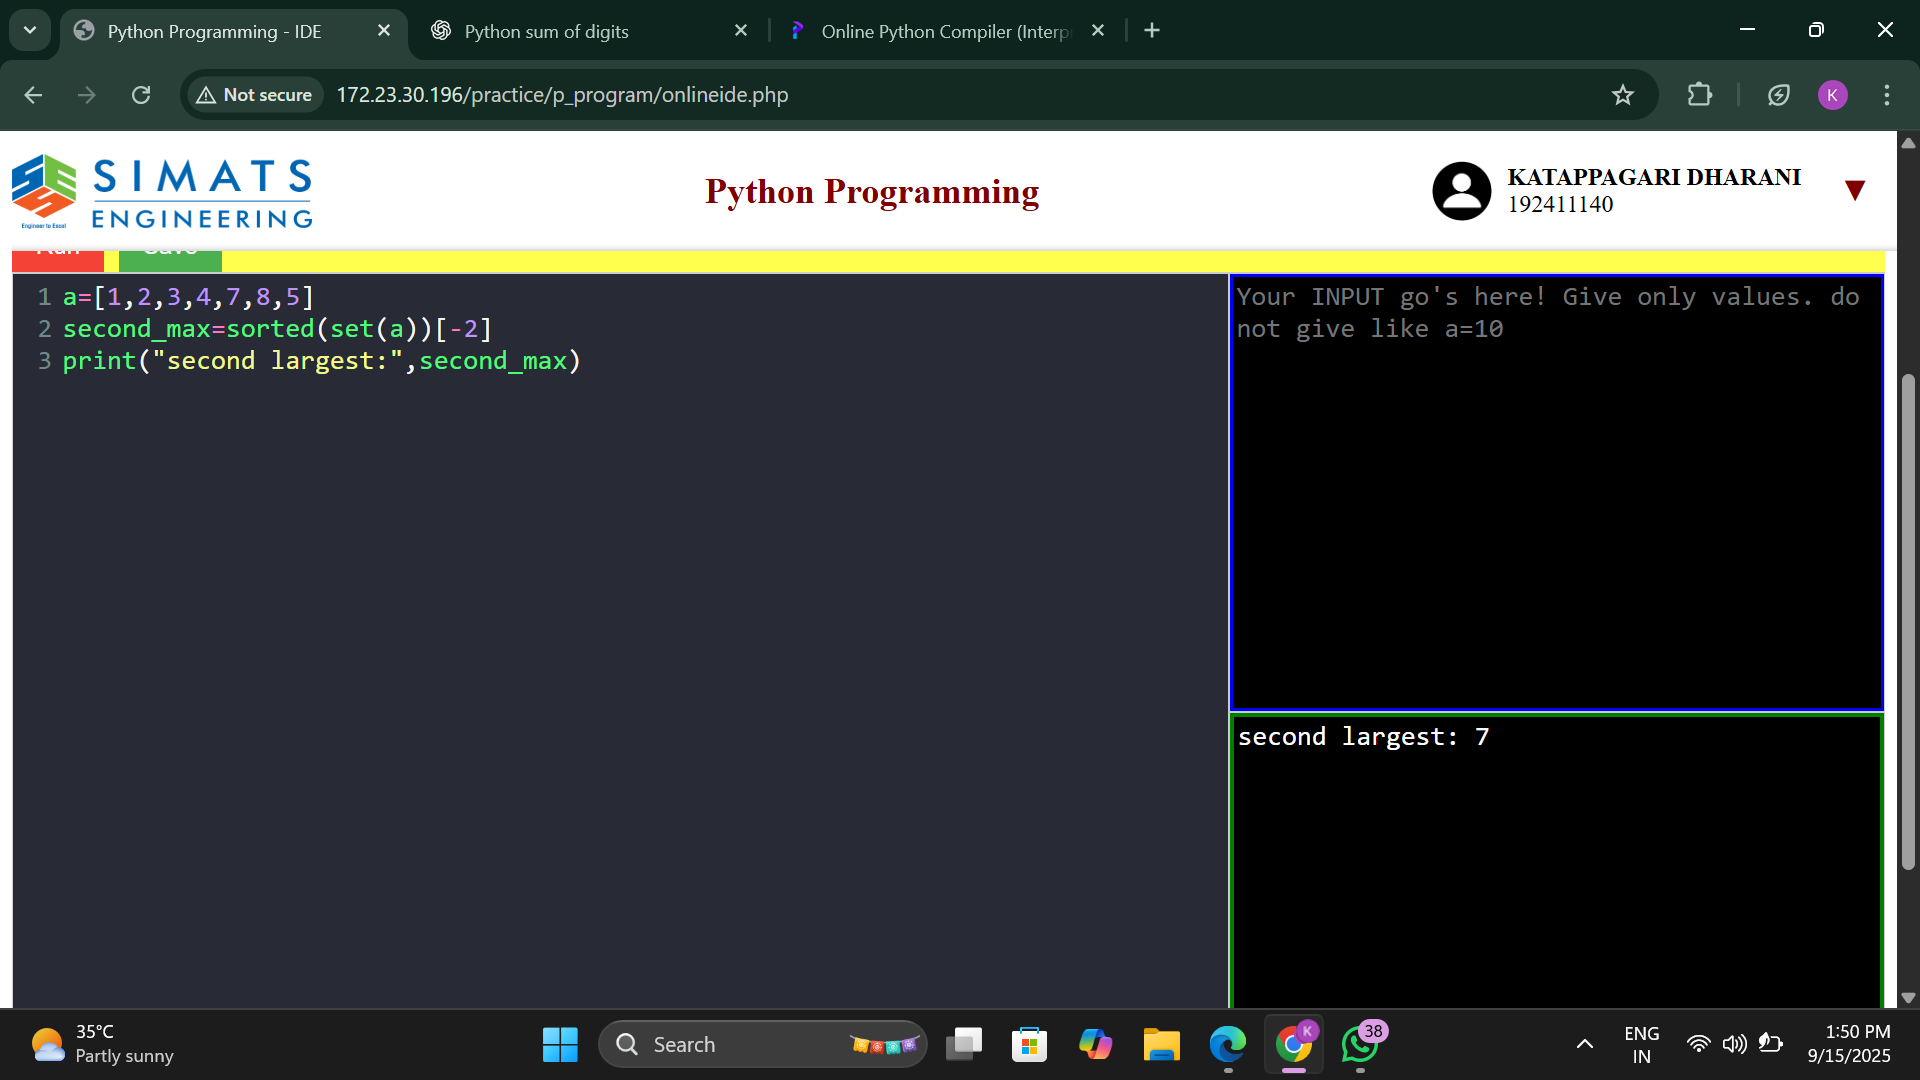 Python Programming - IDE
Python sum of digits
Online Python Compiler (Interp
Not secure
172.23.30.196/practice/p_program/onlineide.php
K
SIMATS
ENGINEERING
Engineer to Excel
Python Programming
KATAPPAGARI DHARANI
192411140
Run
Save
1 a=[1,2,3,4,7,8,5]
2 second_max=sorted(set(a))[-2]
3 print("second largest:",second_max)
Your INPUT go's here! Give only values. do
not give like a=10
second largest: 7
35°C
Partly sunny
Search
K
38
ENG
IN
1:50 PM
9/15/2025